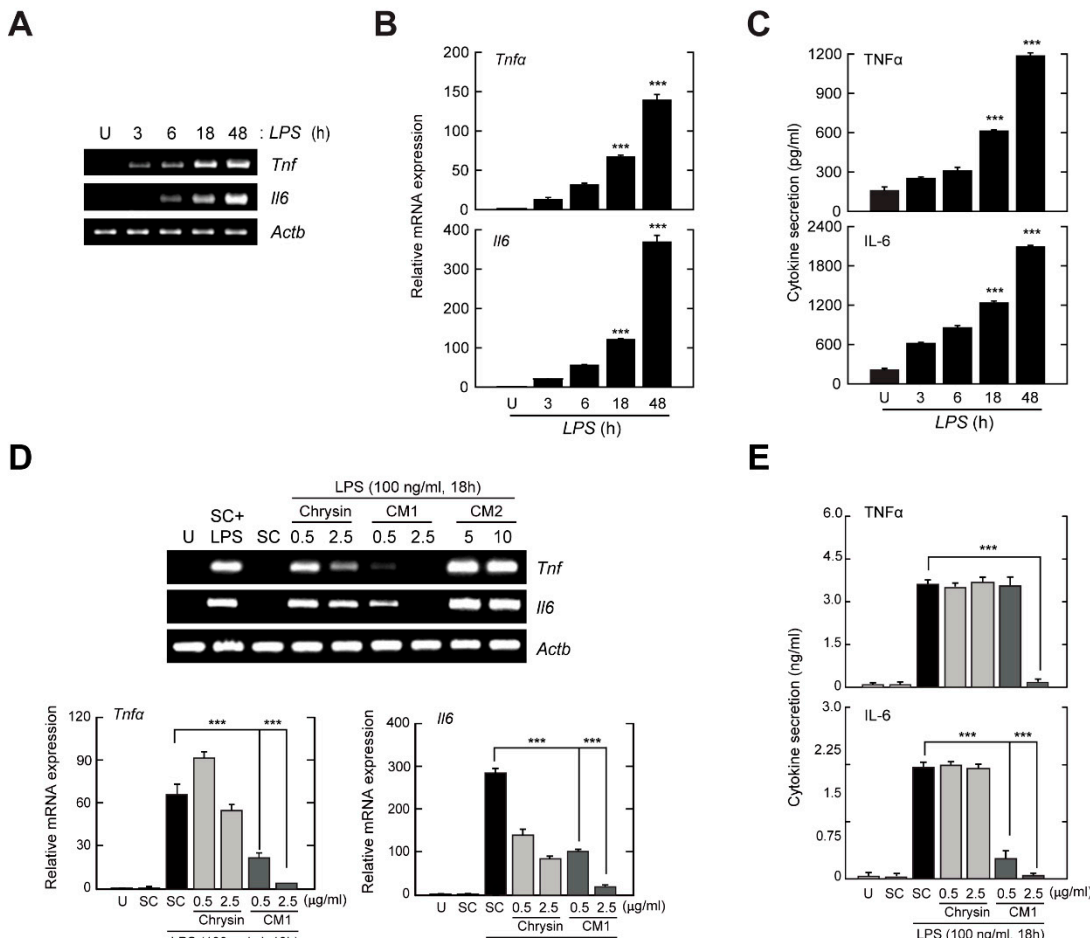 A
U 3 6 18 48 : LPS (h)
Tnf
Il6
Actb
B
Relative mRNA expression
200
150
100
50
0
Tnfα
***
***
400
300
200
100
0
Il6
***
***
U 3 6 18 48
LPS (h)
C
Cytokine secretion (pg/ml)
1200
900
600
300
0
TNFα
***
***
2400
1800
1200
600
0
IL-6
***
***
U 3 6 18 48
LPS (h)
D
LPS (100 ng/ml, 18h)
SC+ Chrysin CM1 CM2
U LPS SC 0.5 2.5 0.5 2.5 5 10
Tnf
Il6
Actb
Relative mRNA expression
120
90
60
30
0
Tnfα
*** ***
U SC SC 0.5 2.5 0.5 2.5 (μg/ml)
Chrysin CM1
Relative mRNA expression
400
300
200
100
0
Il6
*** ***
U SC SC 0.5 2.5 0.5 2.5 (μg/ml)
Chrysin CM1
E
Cytokine secretion (ng/ml)
TNFα
6.0
4.5
3.0
1.5
0
***
IL-6
3.00
2.25
1.5
0.75
0
*** ***
U SC SC 0.5 2.5 0.5 2.5 (μg/ml)
Chrysin CM1
LPS (100 ng/ml, 18h)